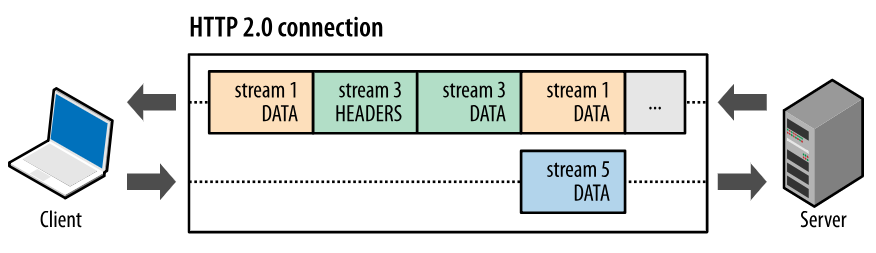 HTTP 2.0 connection
stream 1
DATA
stream 3
HEADERS
stream 3
DATA
stream 1
DATA
...
stream 5
DATA
Client
Server